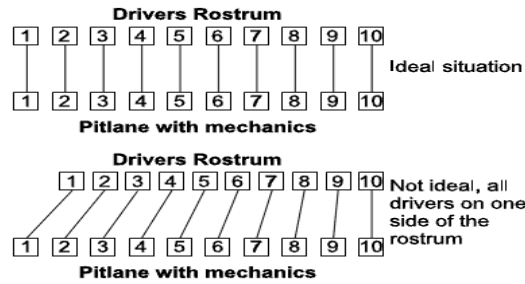 Drivers Rostrum
1 2 3 4 5 6 7 8 9 10
Ideal situation
1 2 3 4 5 6 7 8 9 10
Pitlane with mechanics
Drivers Rostrum
1 2 3 4 5 6 7 8 9 10
Not ideal, all
drivers on one
side of the
rostrum
1 2 3 4 5 6 7 8 9 10
Pitlane with mechanics